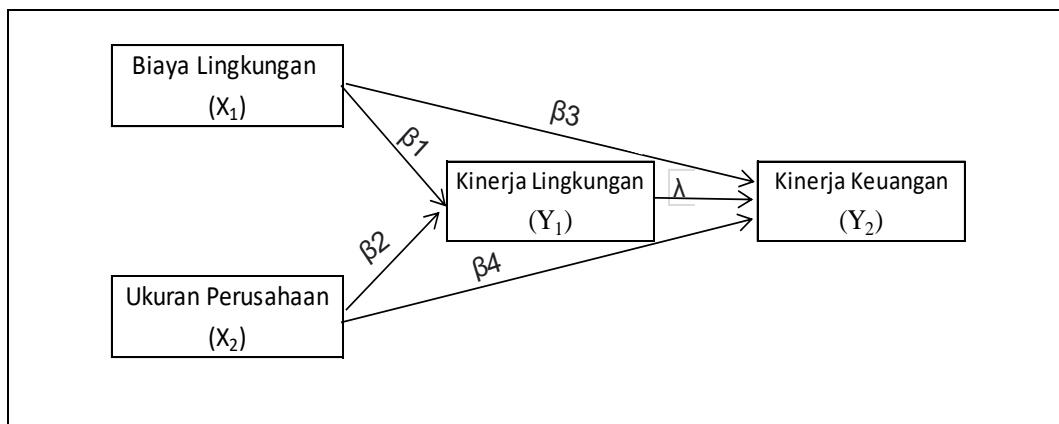 Biaya Lingkungan
(X₁)
β3
β1
Kinerja Lingkungan
(Y₁)
λ
Kinerja Keuangan
(Y₂)
β2
β4
Ukuran Perusahaan
(X₂)